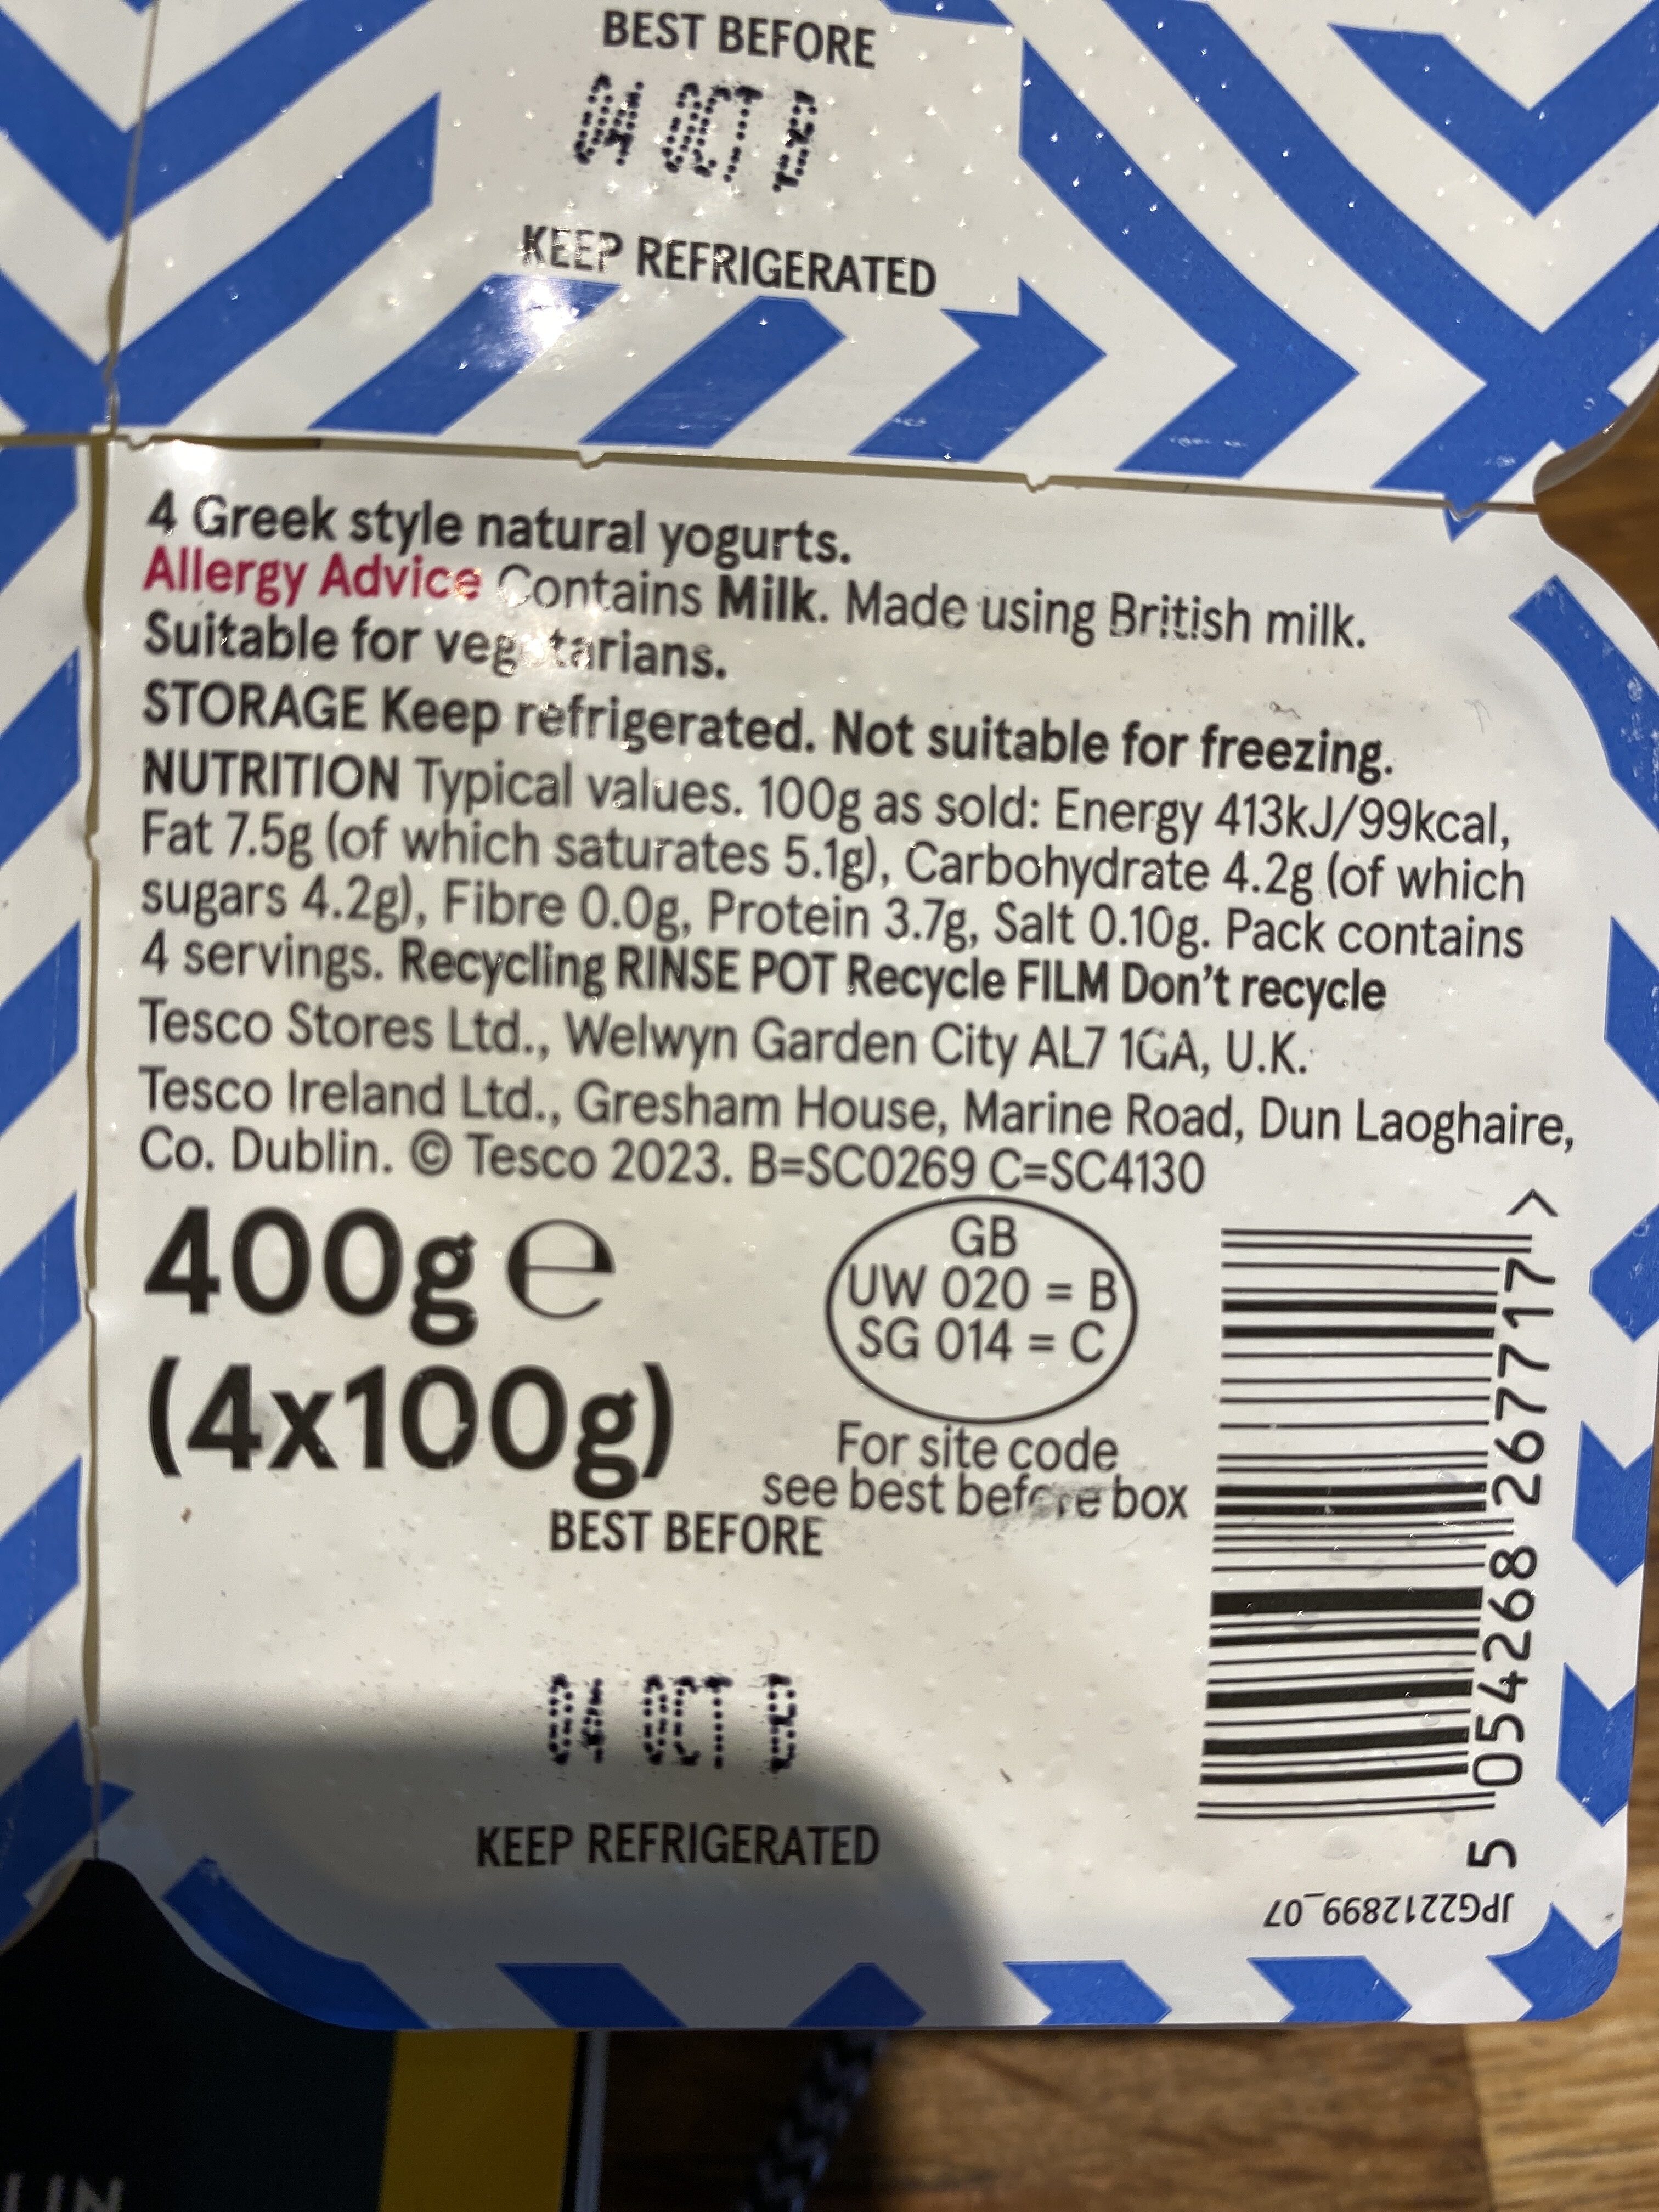 BEST BEFORE
04 OCT B
KEEP REFRIGERATED
4 Greek style natural yogurts.
Allergy Advice Contains Milk. Made using British milk.
Suitable for vegetarians.
STORAGE Keep refrigerated. Not suitable for freezing.
NUTRITION Typical values. 100g as sold: Energy 413kJ/99kcal,
Fat 7.5g (of which saturates 5.1g), Carbohydrate 4.2g (of which
sugars 4.2g), Fibre 0.0g, Protein 3.7g, Salt 0.10g. Pack contains
4 servings. Recycling RINSE POT Recycle FILM Don't recycle
Tesco Stores Ltd., Welwyn Garden City AL7 1GA, U.K.
Tesco Ireland Ltd., Gresham House, Marine Road, Dun Laoghaire,
Co. Dublin. © Tesco 2023. B=SC0269 C=SC4130
400g e
(4x100g)
GB
UW 020 = B
SG 014 = C
For site code
see best before box
BEST BEFORE
04 OCT B
KEEP REFRIGERATED
5 054268 267717 >
JPG2212899_07